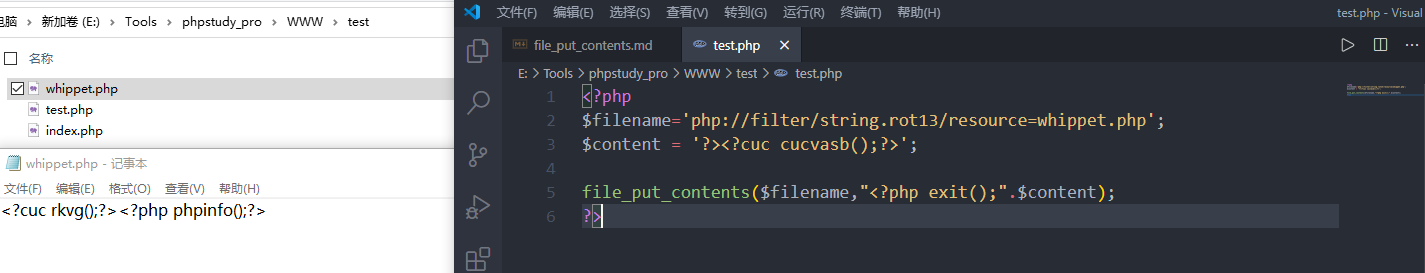 电脑 > 新加卷 (E:) > Tools > phpstudy_pro > WWW > test
名称
whippet.php
test.php
index.php
whippet.php - 记事本
文件(F) 编辑(E) 格式(O) 查看(V) 帮助(H)
<?cuc rkvg();?><?php phpinfo();?>
文件(F) 编辑(E) 选择(S) 查看(V) 转到(G) 运行(R) 终端(T) 帮助(H) test.php - Visual
file_put_contents.md test.php
E: > Tools > phpstudy_pro > WWW > test > test.php
1 <?php
2 $filename='php://filter/string.rot13/resource=whippet.php';
3 $content = '?><?cuc cucvasb();?>';
4
5 file_put_contents($filename,"<?php exit();".$content);
6 ?>